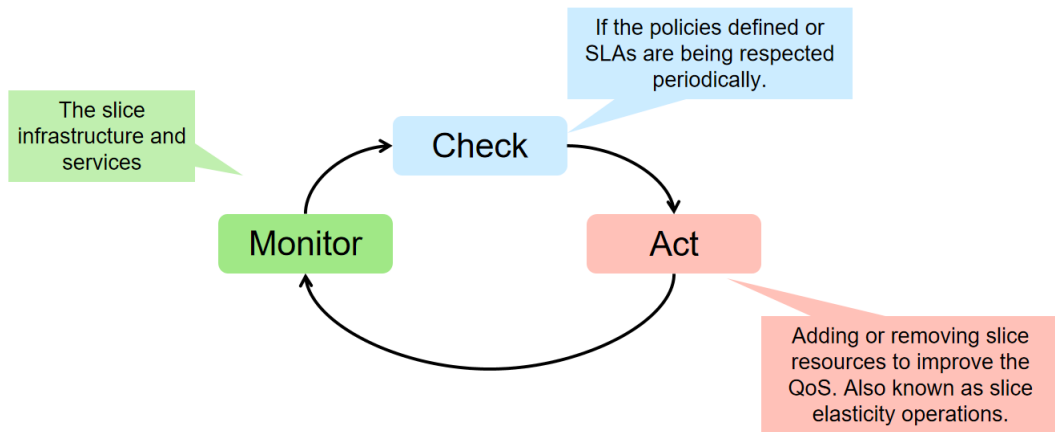 If the policies defined or
SLAs are being respected
periodically.
The slice
infrastructure and
services
Check
Monitor
Act
Adding or removing slice
resources to improve the
QoS. Also known as slice
elasticity operations.